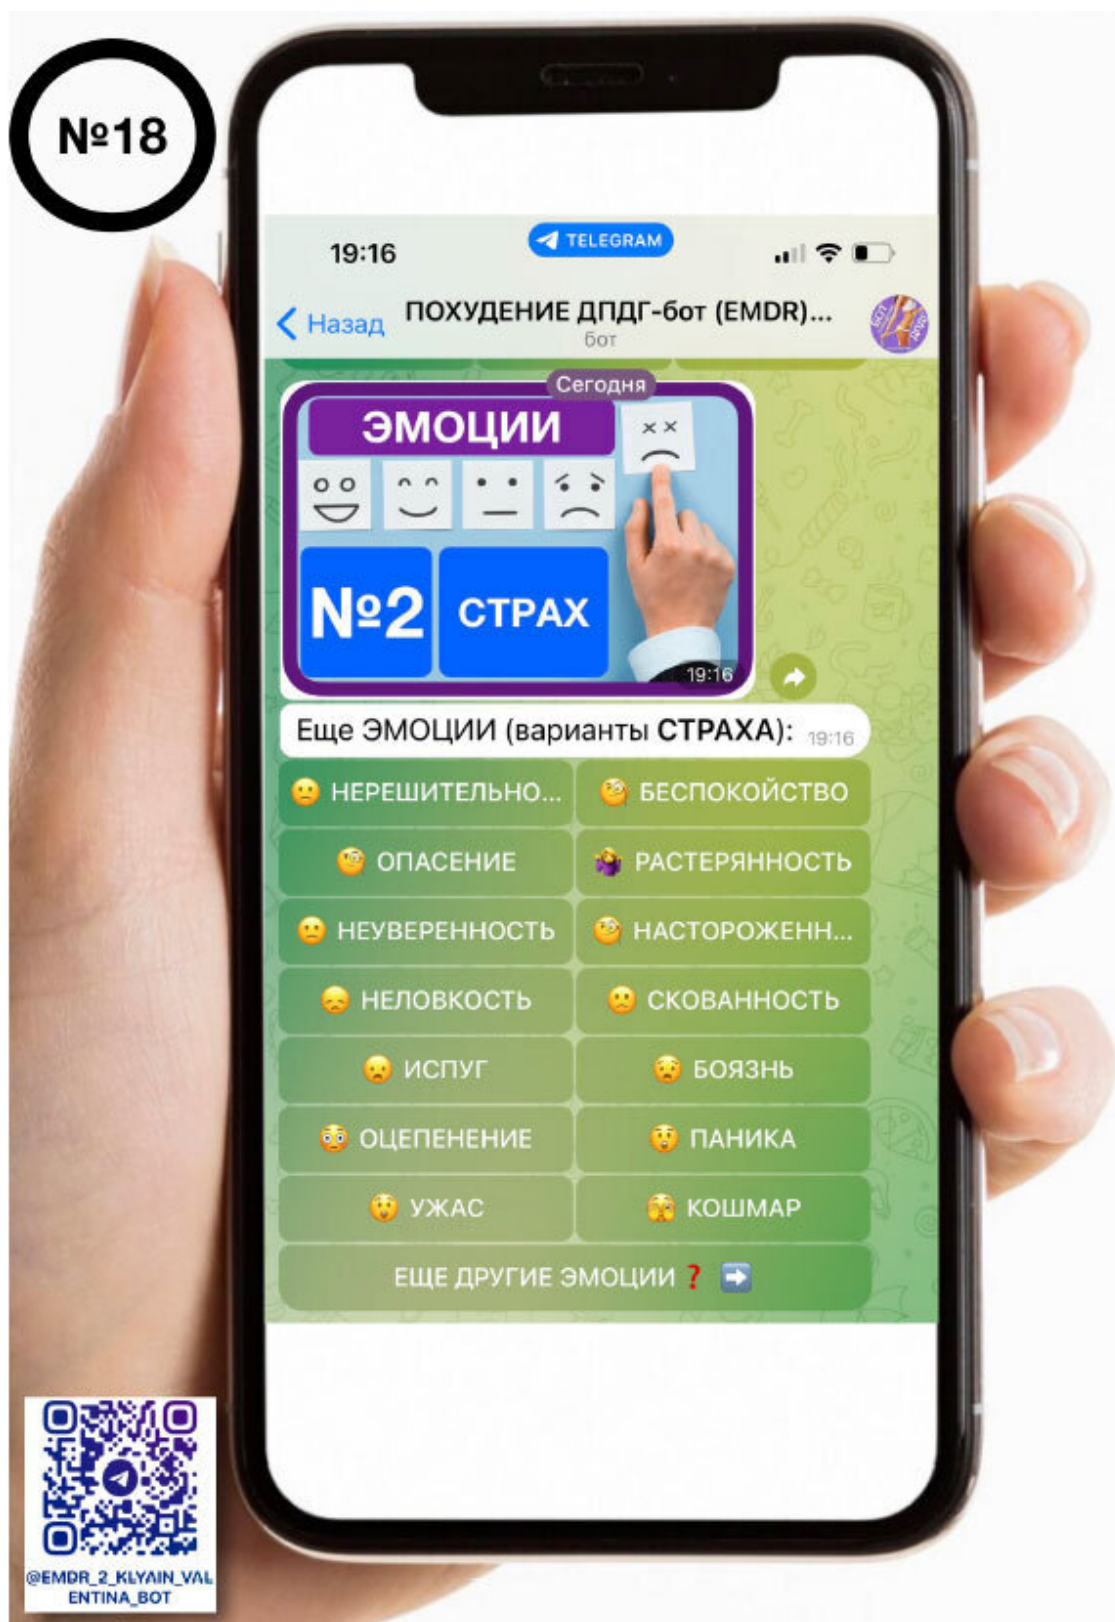 №18
19:16
TELEGRAM
Назад
ПОХУДЕНИЕ ДПДГ-бот (EMDR)...
бот
Сегодня
ЭМОЦИИ
№2
СТРАХ
19:16
Еще ЭМОЦИИ (варианты СТРАХА): 19:16
НЕРЕШИТЕЛЬНО...
БЕСПОКОЙСТВО
ОПАСЕНИЕ
РАСТЕРЯННОСТЬ
НЕУВЕРЕННОСТЬ
НАСТОРОЖЕНН...
НЕЛОВКОСТЬ
СКОВАННОСТЬ
ИСПУГ
БОЯЗНЬ
ОЦЕПЕНЕНИЕ
ПАНИКА
УЖАС
КОШМАР
ЕЩЕ ДРУГИЕ ЭМОЦИИ ❓ ➡️
@EMDR_2_KLYAIN_VAL
ENTINA_BOT